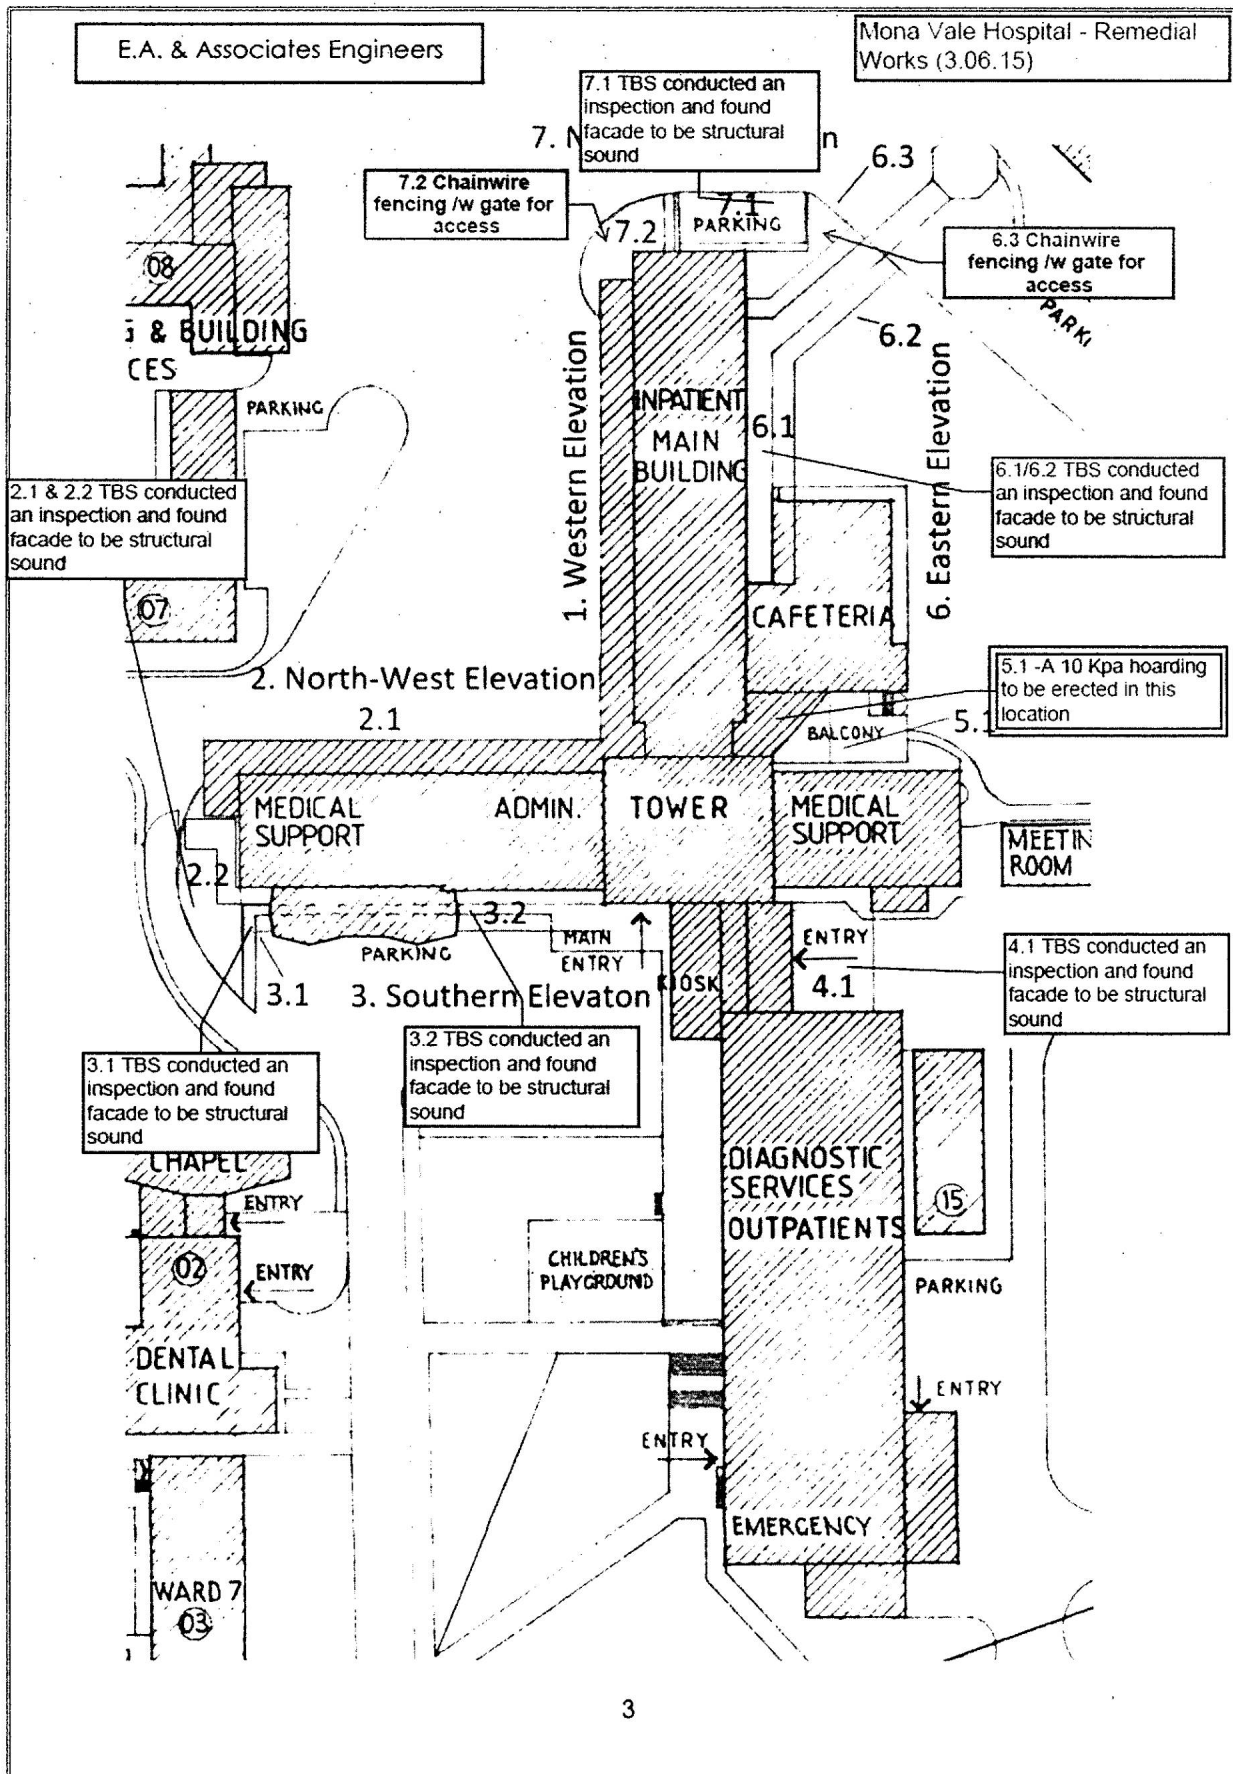 E.A. & Associates Engineers
Mona Vale Hospital - Remedial
Works (3.06.15)
7.1 TBS conducted an
inspection and found
facade to be structural
sound
7. N
n
6.3
7.2 Chainwire
fencing /w gate for
access
7.2
7.1
PARKING
6.3 Chainwire
fencing /w gate for
access
08
G & BUILDING
CES
PARKING
PARKI
6.2
1. Western Elevation
INPATIENT
MAIN
BUILDING
6.1
6. Eastern Elevation
6.1/6.2 TBS conducted
an inspection and found
facade to be structural
sound
2.1 & 2.2 TBS conducted
an inspection and found
facade to be structural
sound
07
CAFETERIA
2. North-West Elevation
2.1
5.1 -A 10 Kpa hoarding
to be erected in this
location
BALCONY
5.1
MEDICAL
SUPPORT
ADMIN.
TOWER
MEDICAL
SUPPORT
MEETIN
ROOM
2.2
3.2
PARKING
MAIN
ENTRY
ENTRY
KIOSK
4.1
4.1 TBS conducted an
inspection and found
facade to be structural
sound
3.1
3. Southern Elevaton
3.1 TBS conducted an
inspection and found
facade to be structural
sound
3.2 TBS conducted an
inspection and found
facade to be structural
sound
CHAPEL
ENTRY
02
ENTRY
DIAGNOSTIC
SERVICES
OUTPATIENTS
15
CHILDREN'S
PLAYGROUND
PARKING
DENTAL
CLINIC
ENTRY
ENTRY
EMERGENCY
WARD 7
03
3